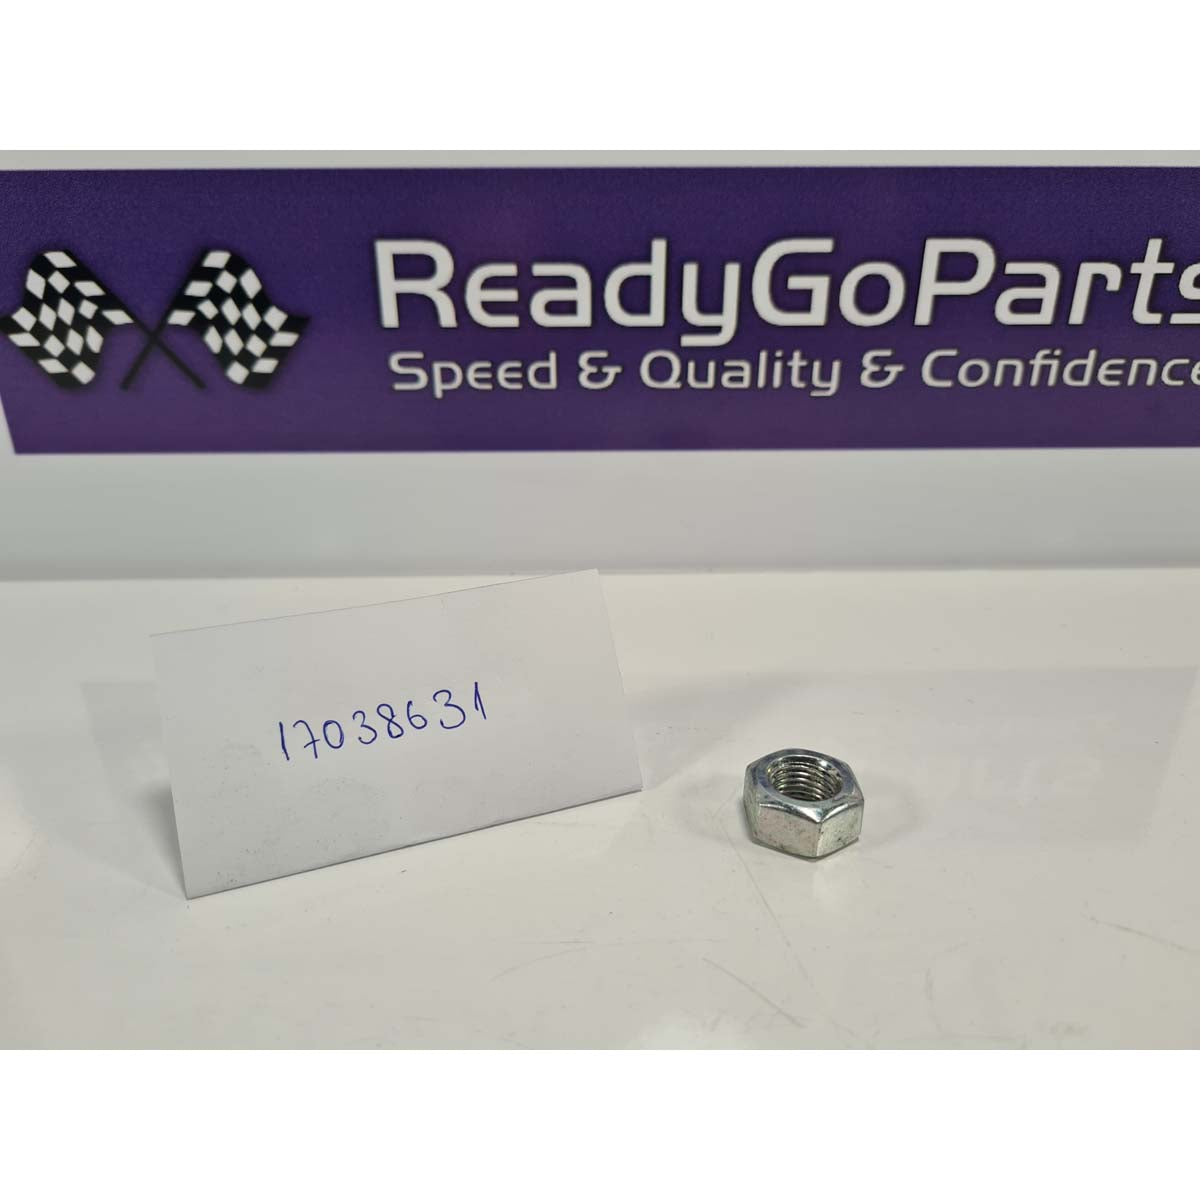 ReadyGoParts
Speed & Quality & Confidence
17038631